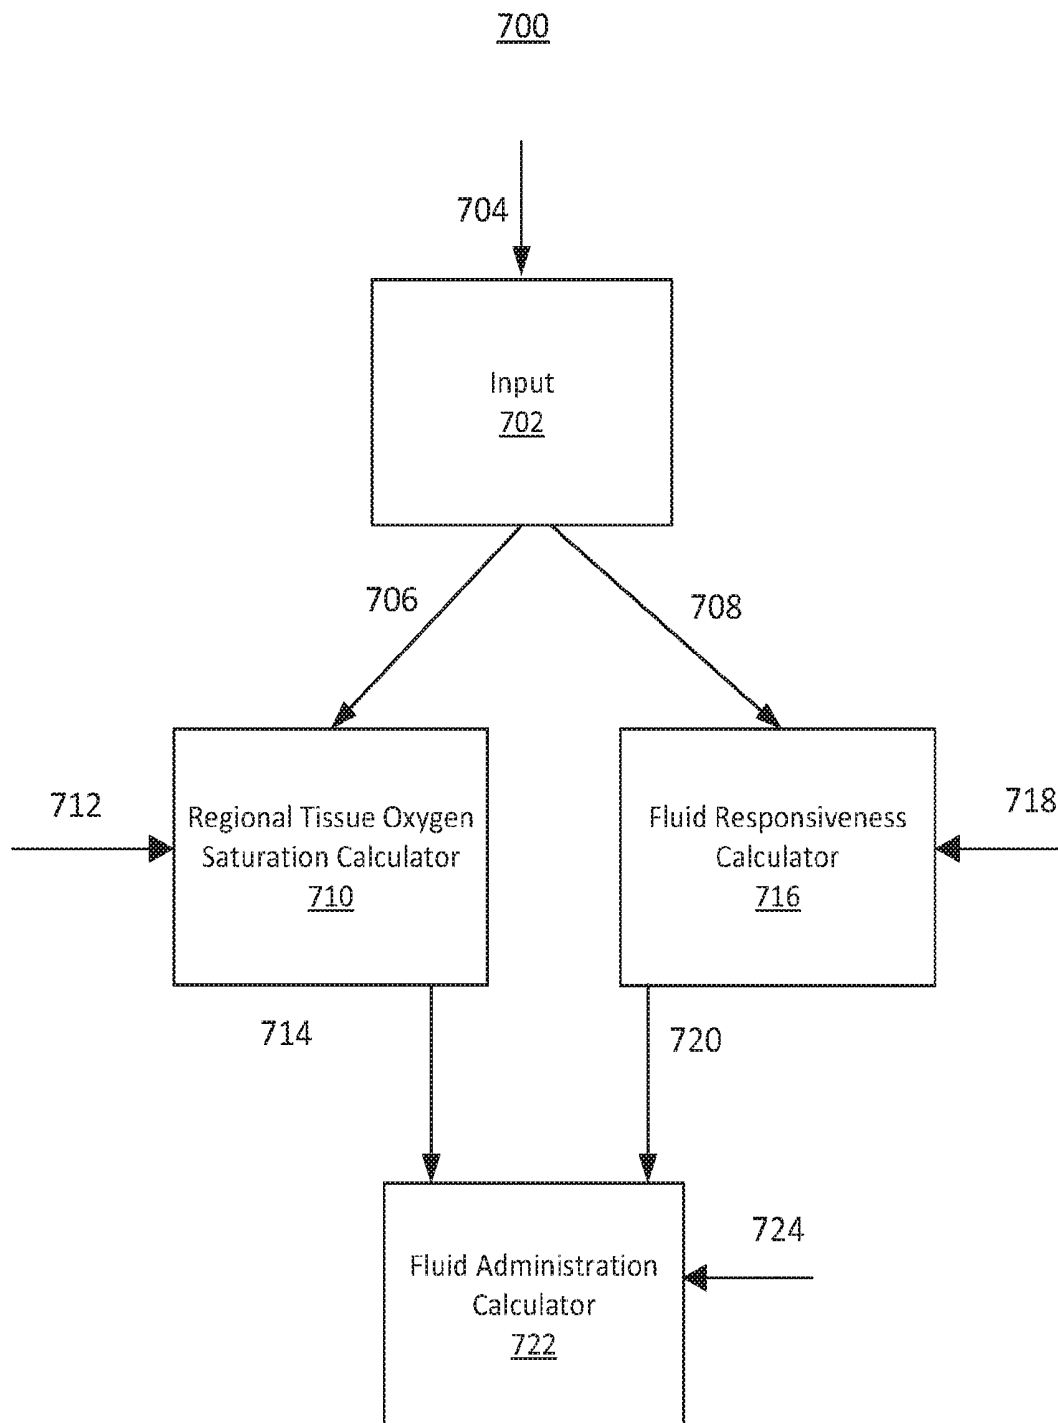 700
704
Input
702
706
708
712
Regional Tissue Oxygen
Saturation Calculator
710
Fluid Responsiveness
Calculator
716
718
714
720
724
Fluid Administration
Calculator
722